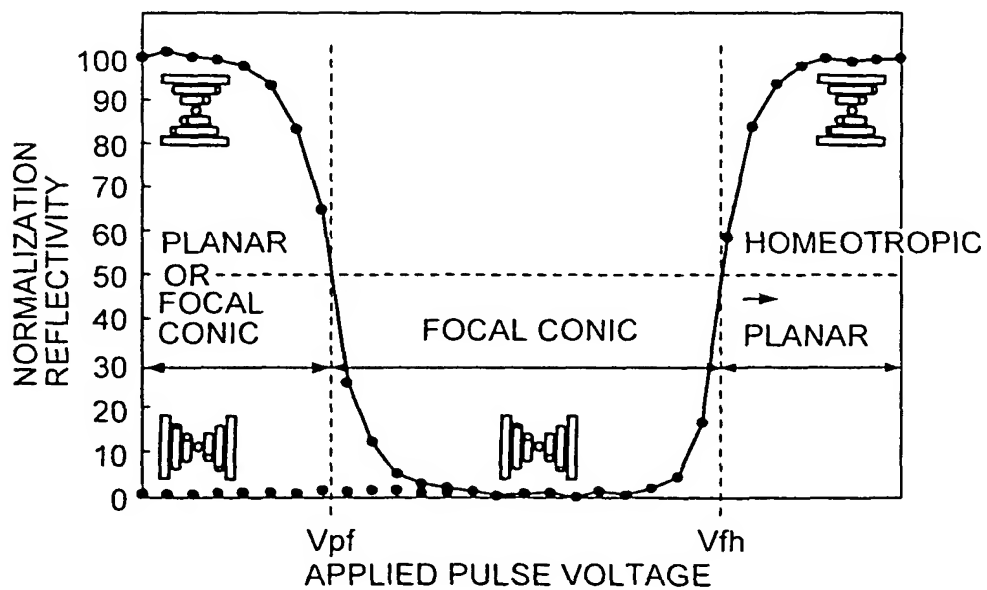 NORMALIZATION
REFLECTIVITY
100
90
80
70
60
50
40
30
20
10
0
PLANAR
OR
FOCAL
CONIC
FOCAL CONIC
HOMEOTROPIC
PLANAR
Vpf
Vfh
APPLIED PULSE VOLTAGE